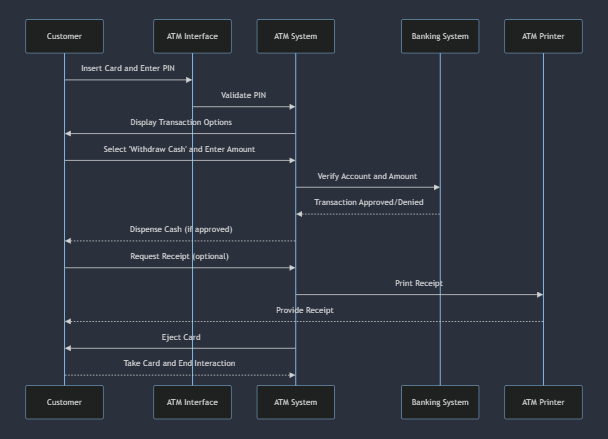 Customer
ATM Interface
ATM System
Banking System
ATM Printer
Insert Card and Enter PIN
Validate PIN
Display Transaction Options
Select 'Withdraw Cash' and Enter Amount
Verify Account and Amount
Transaction Approved/Denied
Dispense Cash (if approved)
Request Receipt (optional)
Print Receipt
Provide Receipt
Eject Card
Take Card and End Interaction
Customer
ATM Interface
ATM System
Banking System
ATM Printer